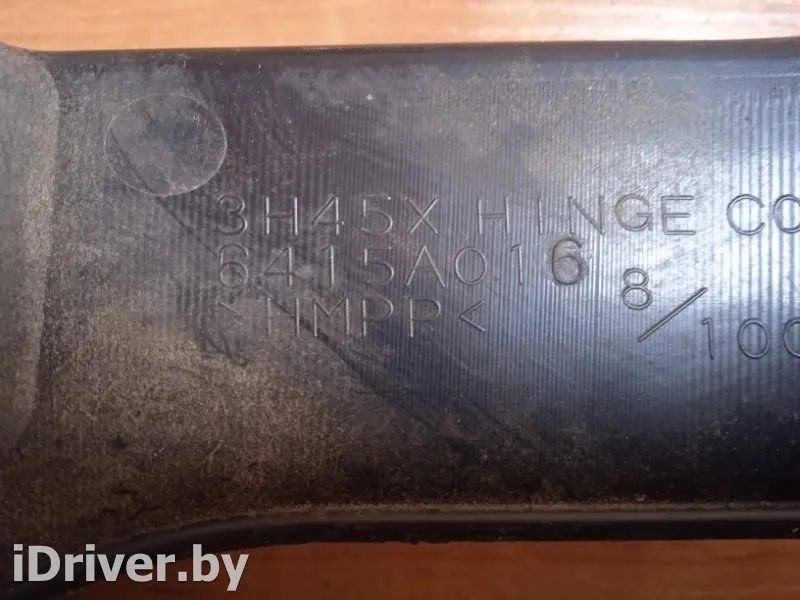 3H45X HINGE CO
6415A016
8/100
>HMPP<
iDriver.by